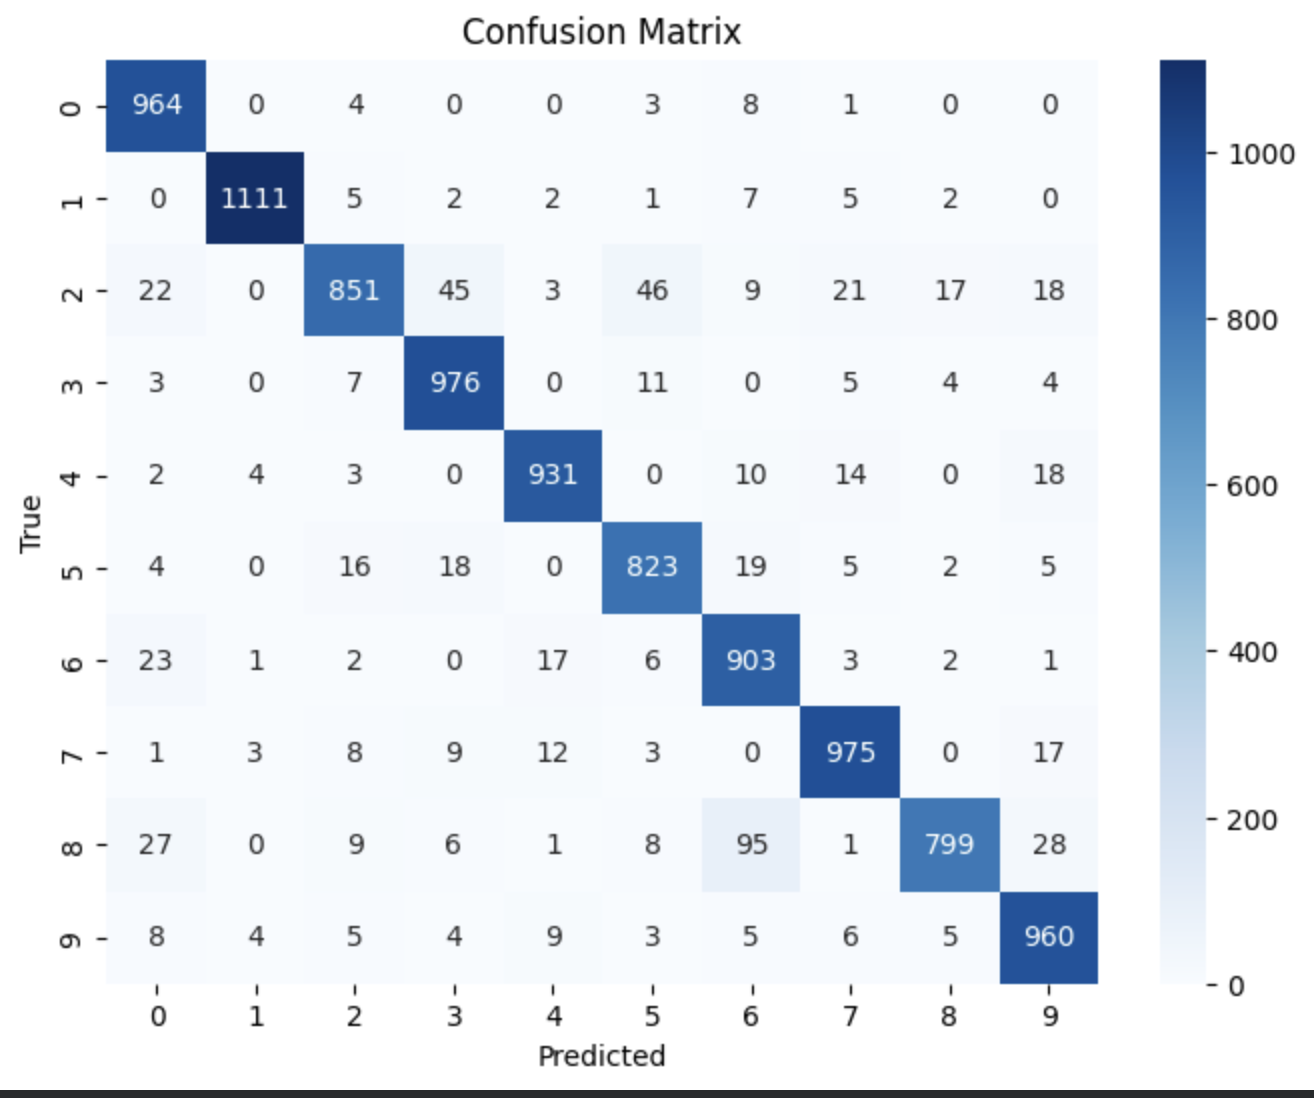 Confusion Matrix
0 964 0 4 0 0 3 8 1 0 0
1 0 1111 5 2 2 1 7 5 2 0
2 22 0 851 45 3 46 9 21 17 18
3 3 0 7 976 0 11 0 5 4 4
4 2 4 3 0 931 0 10 14 0 18
5 4 0 16 18 0 823 19 5 2 5
6 23 1 2 0 17 6 903 3 2 1
7 1 3 8 9 12 3 0 975 0 17
8 27 0 9 6 1 8 95 1 799 28
9 8 4 5 4 9 3 5 6 5 960
0 1 2 3 4 5 6 7 8 9
Predicted
True
1000
800
600
400
200
0